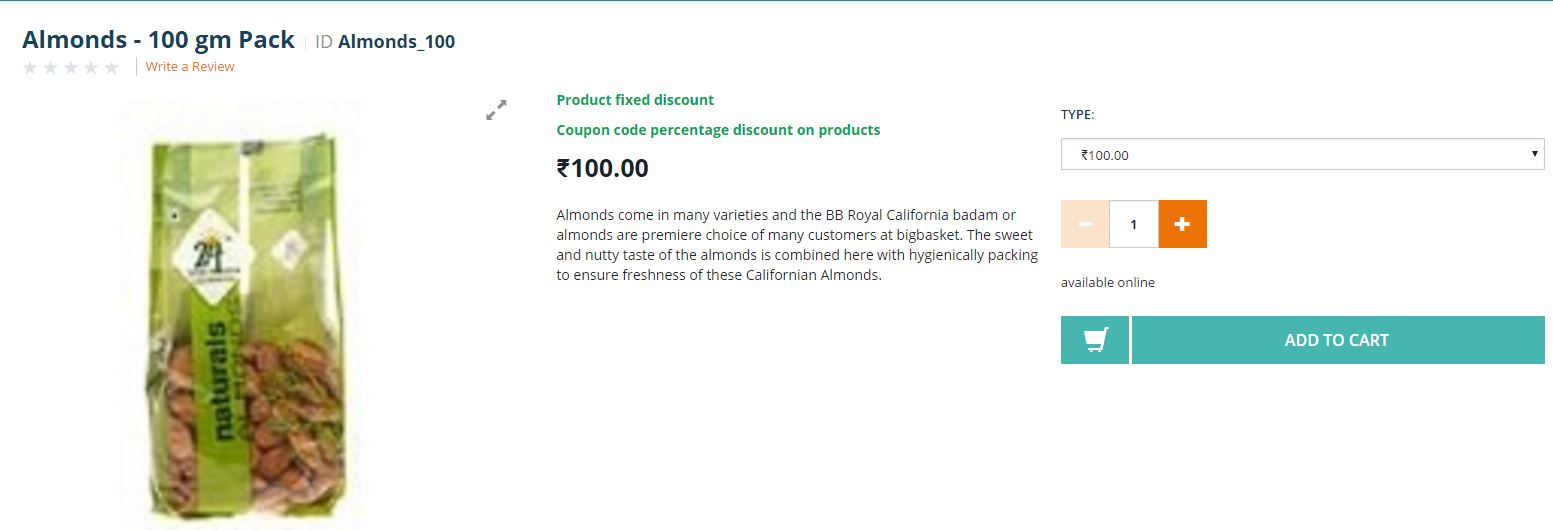 Almonds - 100 gm Pack ID Almonds_100
Write a Review
Product fixed discount
Coupon code percentage discount on products
₹100.00
Almonds come in many varieties and the BB Royal California badam or
almonds are premiere choice of many customers at bigbasket. The sweet
and nutty taste of the almonds is combined here with hygienically packing
to ensure freshness of these Californian Almonds.
TYPE:
₹100.00
1
available online
ADD TO CART
24
naturals